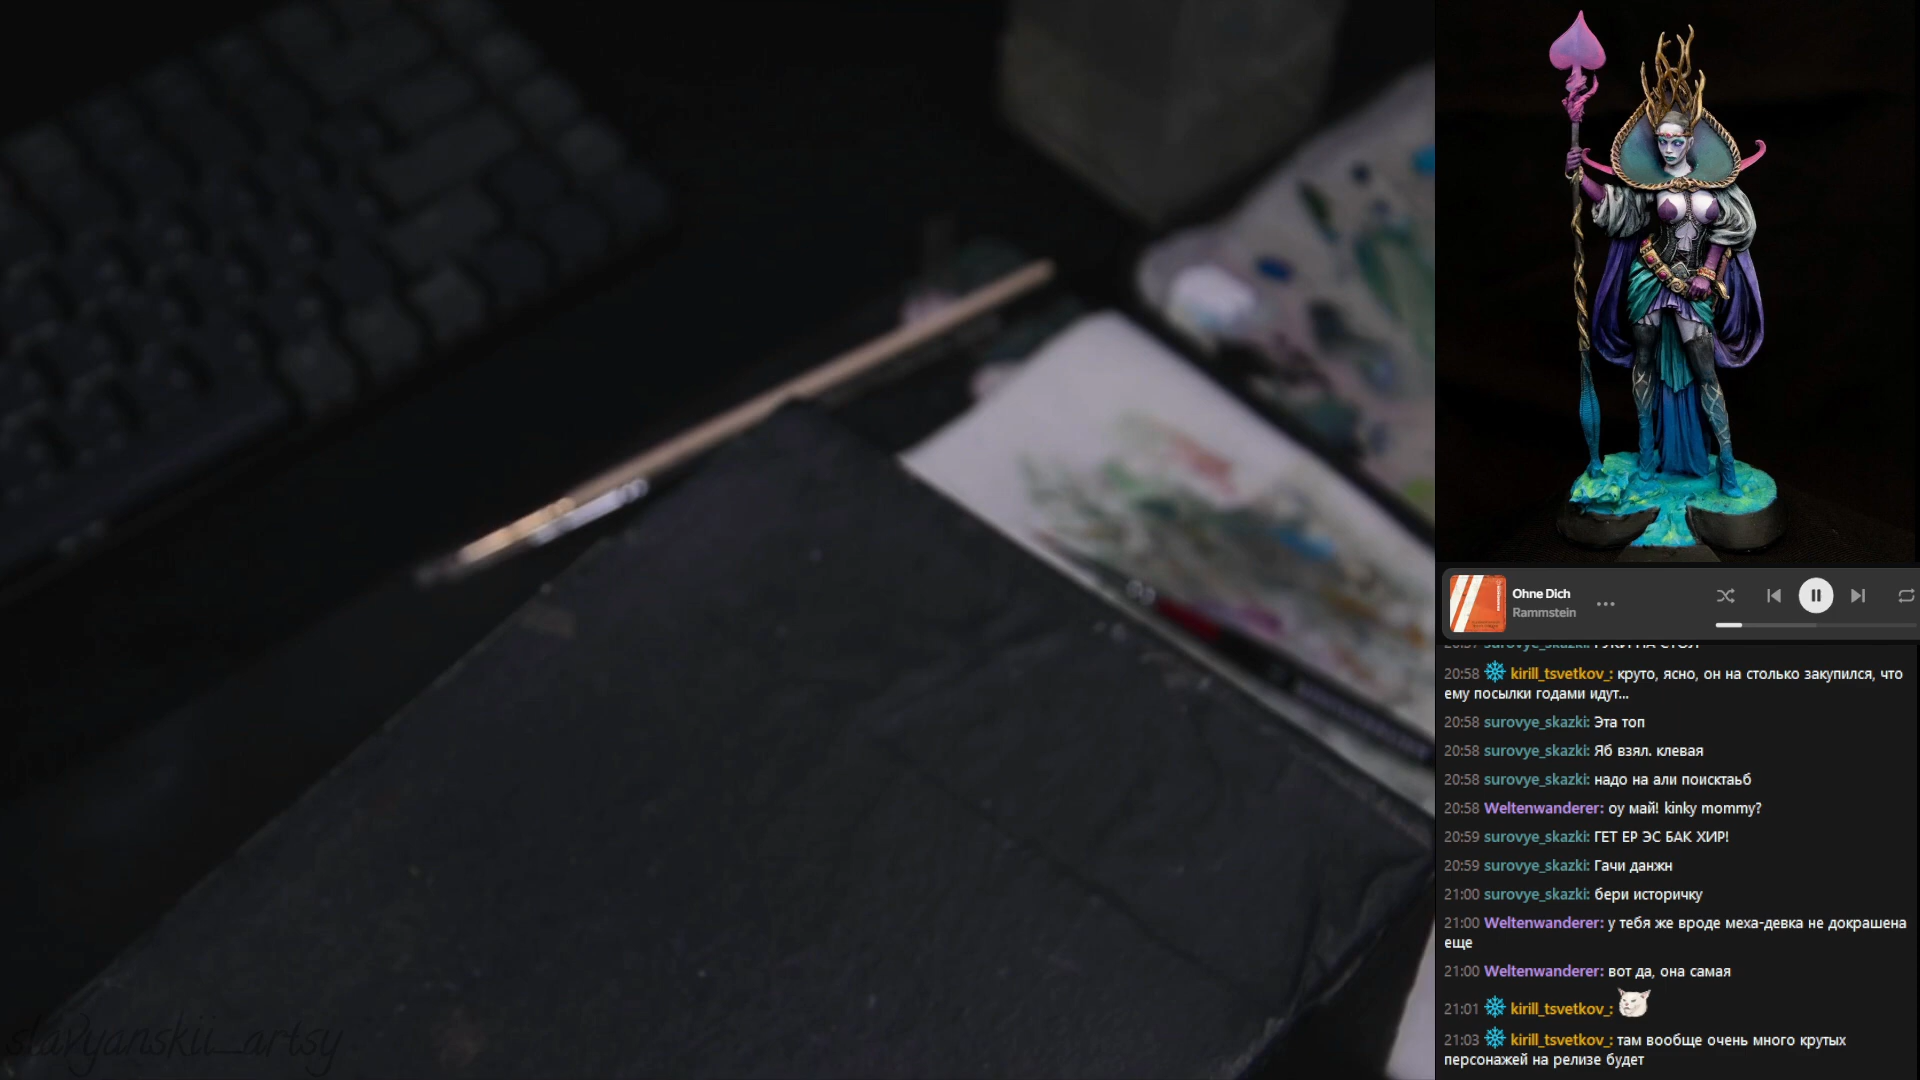 Ohne Dich
Rammstein
20:58 kirill_tsvetkov_: круто, ясно, он на столько закупился, что
ему посылки годами идут...
20:58 surovye_skazki: Эта топ
20:58 surovye_skazki: Яб взял. клевая
20:58 surovye_skazki: надо на али поисктаьб
20:58 Weltenwanderer: оу май! kinky mommy?
20:59 surovye_skazki: ГЕТ ЕР ЭС БАК ХИР!
20:59 surovye_skazki: Гачи данжн
21:00 surovye_skazki: бери историчку
21:00 Weltenwanderer: у тебя же вроде меха-девка не докрашена
еще
21:00 Weltenwanderer: вот да, она самая
21:01 kirill_tsvetkov_:
21:03 kirill_tsvetkov_: там вообще очень много крутых
персонажей на релизе будет
slavyanskii_artsy